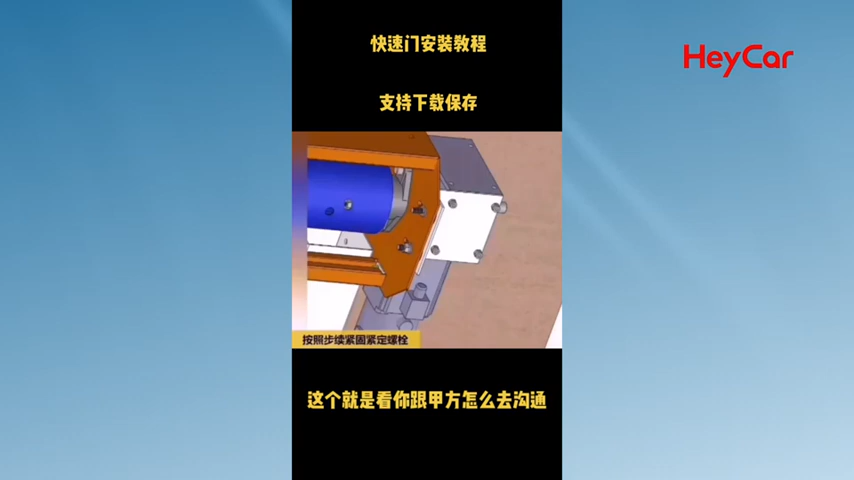 快速门安装教程
HeyCar
支持下载保存
按照步续紧固紧定螺栓
这个就是看你跟甲方怎么去沟通